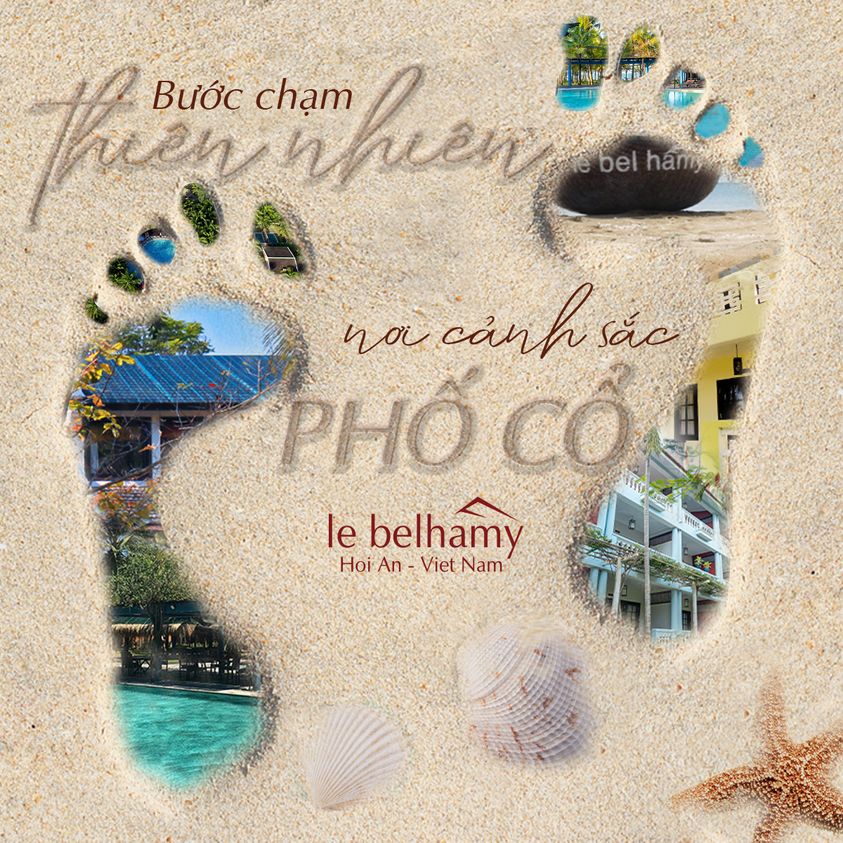 Bước chạm
thiên nhiên
le bel hamy
nơi cảnh sắc
PHỐ CỔ
le belhamy
Hoi An - Viet Nam